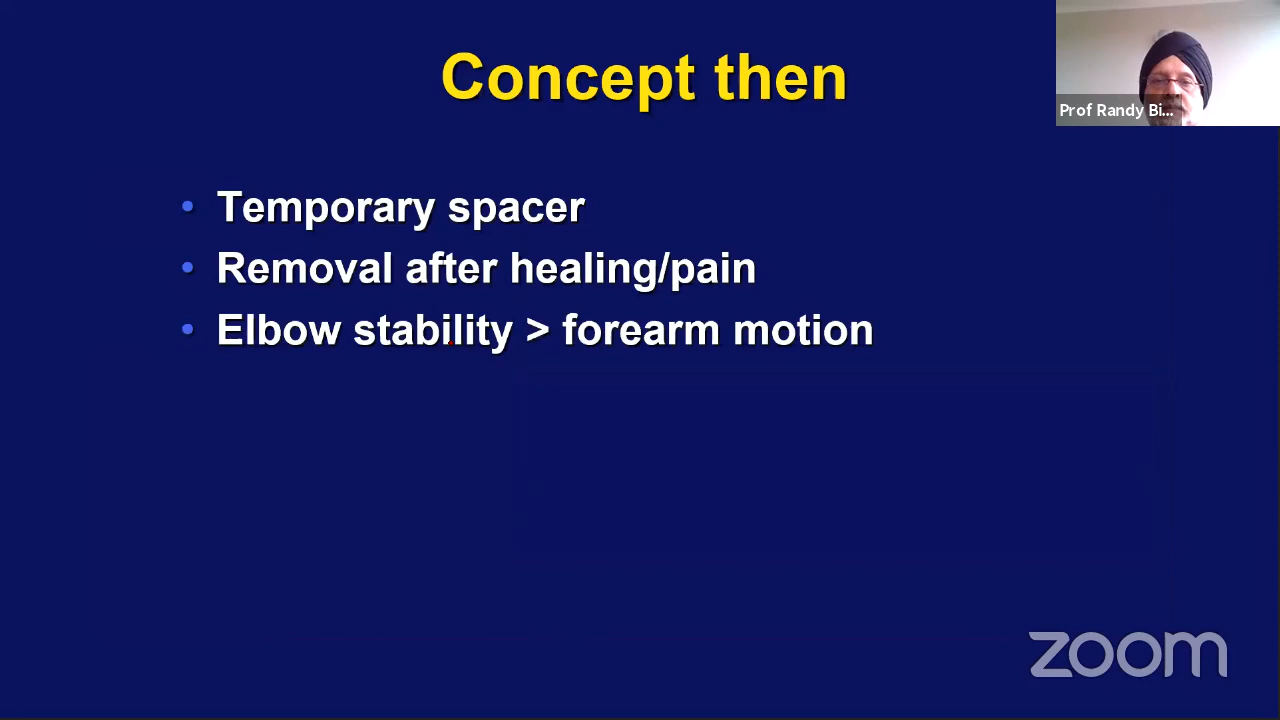 Concept then
Prof Randy Bi...
• Temporary spacer
• Removal after healing/pain
• Elbow stability > forearm motion
zoom